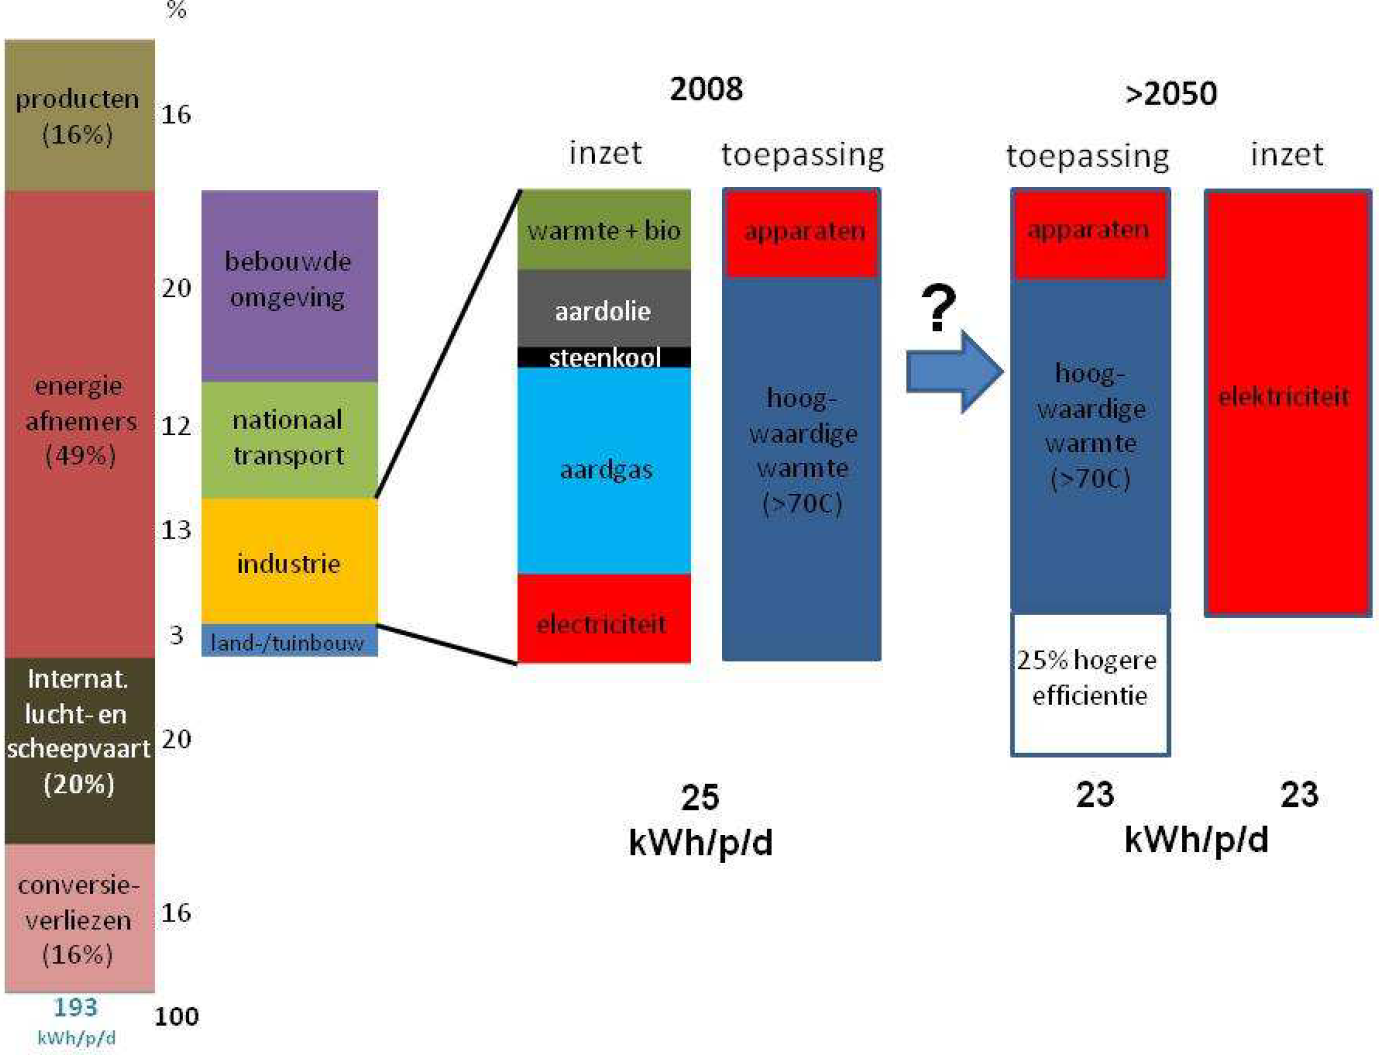 %
producten
(16%)
16
energie
afnemers
(49%)
20
12
13
3
Internat.
lucht- en
scheepvaart
(20%)
20
conversie-
verliezen
(16%)
16
193
kWh/p/d
100
bebouwde
omgeving
nationaal
transport
industrie
land-/tuinbouw
2008
inzet
toepassing
warmte + bio
aardolie
steenkool
aardgas
electriciteit
apparaten
hoog-
waardige
warmte
(>70C)
25
kWh/p/d
?
>2050
toepassing
inzet
apparaten
hoog-
waardige
warmte
(>70C)
25% hogere
efficientie
elektriciteit
23
23
kWh/p/d